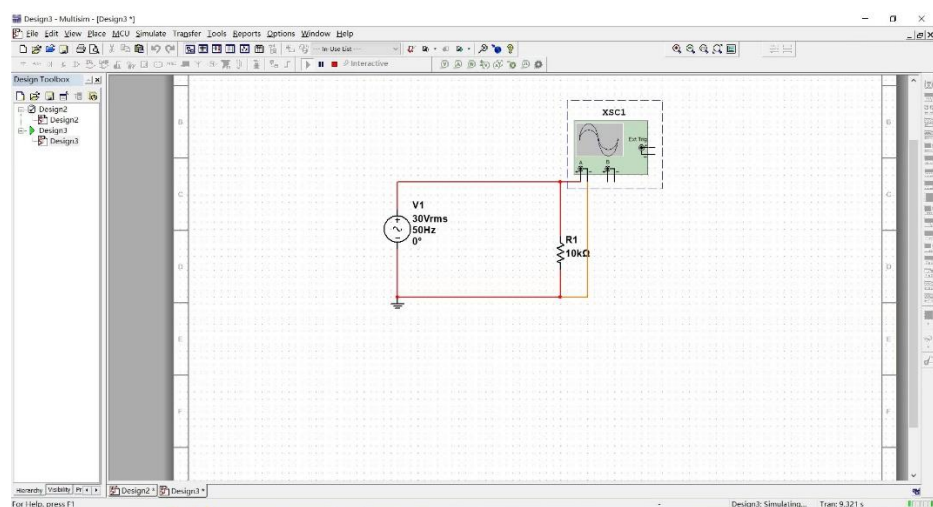 Design3 - Multisim - [Design3 *]
File Edit View Place MCU Simulate Transfer Tools Reports Options Window Help
--- In Use List ---
Interactive
Design Toolbox
Design2
Design2
Design3
Design3
XSC1
Ext Trig
A B
V1
30Vrms
50Hz
0°
R1
10kΩ
B
B
C
C
D
D
E
E
F
F
Hierarchy Visibility Pr
Design2 * Design3 *
For Help, press F1
Design3: Simulating... Tran: 9.321 s